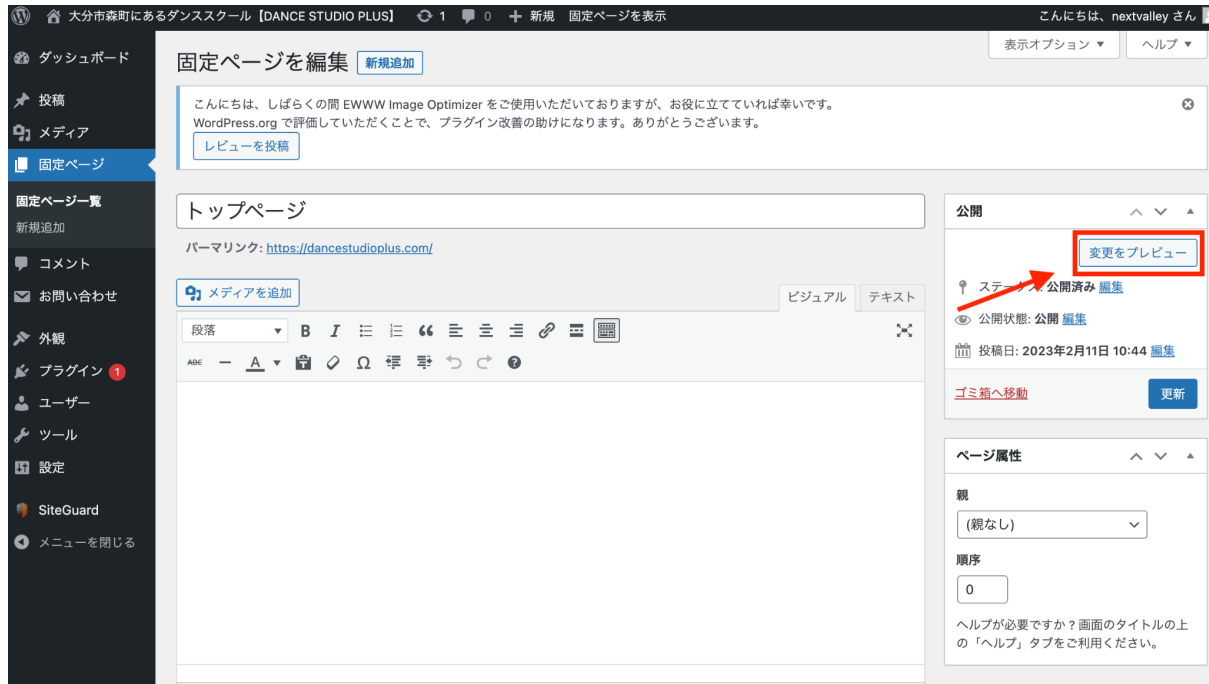 大分市森町にあるダンススクール【DANCE STUDIO PLUS】 1 0 新規 固定ページを表示 こんにちは、nextvalley さん
ダッシュボード
投稿
メディア
固定ページ
固定ページ一覧
新規追加
コメント
お問い合わせ
外観
プラグイン 1
ユーザー
ツール
設定
SiteGuard
メニューを閉じる
表示オプション ▼ ヘルプ ▼
固定ページを編集 新規追加
こんにちは、しばらくの間 EWWW Image Optimizer をご使用いただいておりますが、お役に立てていれば幸いです。
WordPress.org で評価していただくことで、プラグイン改善の助けになります。ありがとうございます。
レビューを投稿
トップページ
パーマリンク: https://dancestudioplus.com/
メディアを追加
ビジュアル テキスト
段落
B I
ABC A Ω
公開
変更をプレビュー
ステータス: 公開済み 編集
公開状態: 公開 編集
投稿日: 2023年2月11日 10:44 編集
ゴミ箱へ移動 更新
ページ属性
親
(親なし)
順序
0
ヘルプが必要ですか ? 画面のタイトルの上
の「ヘルプ」タブをご利用ください。